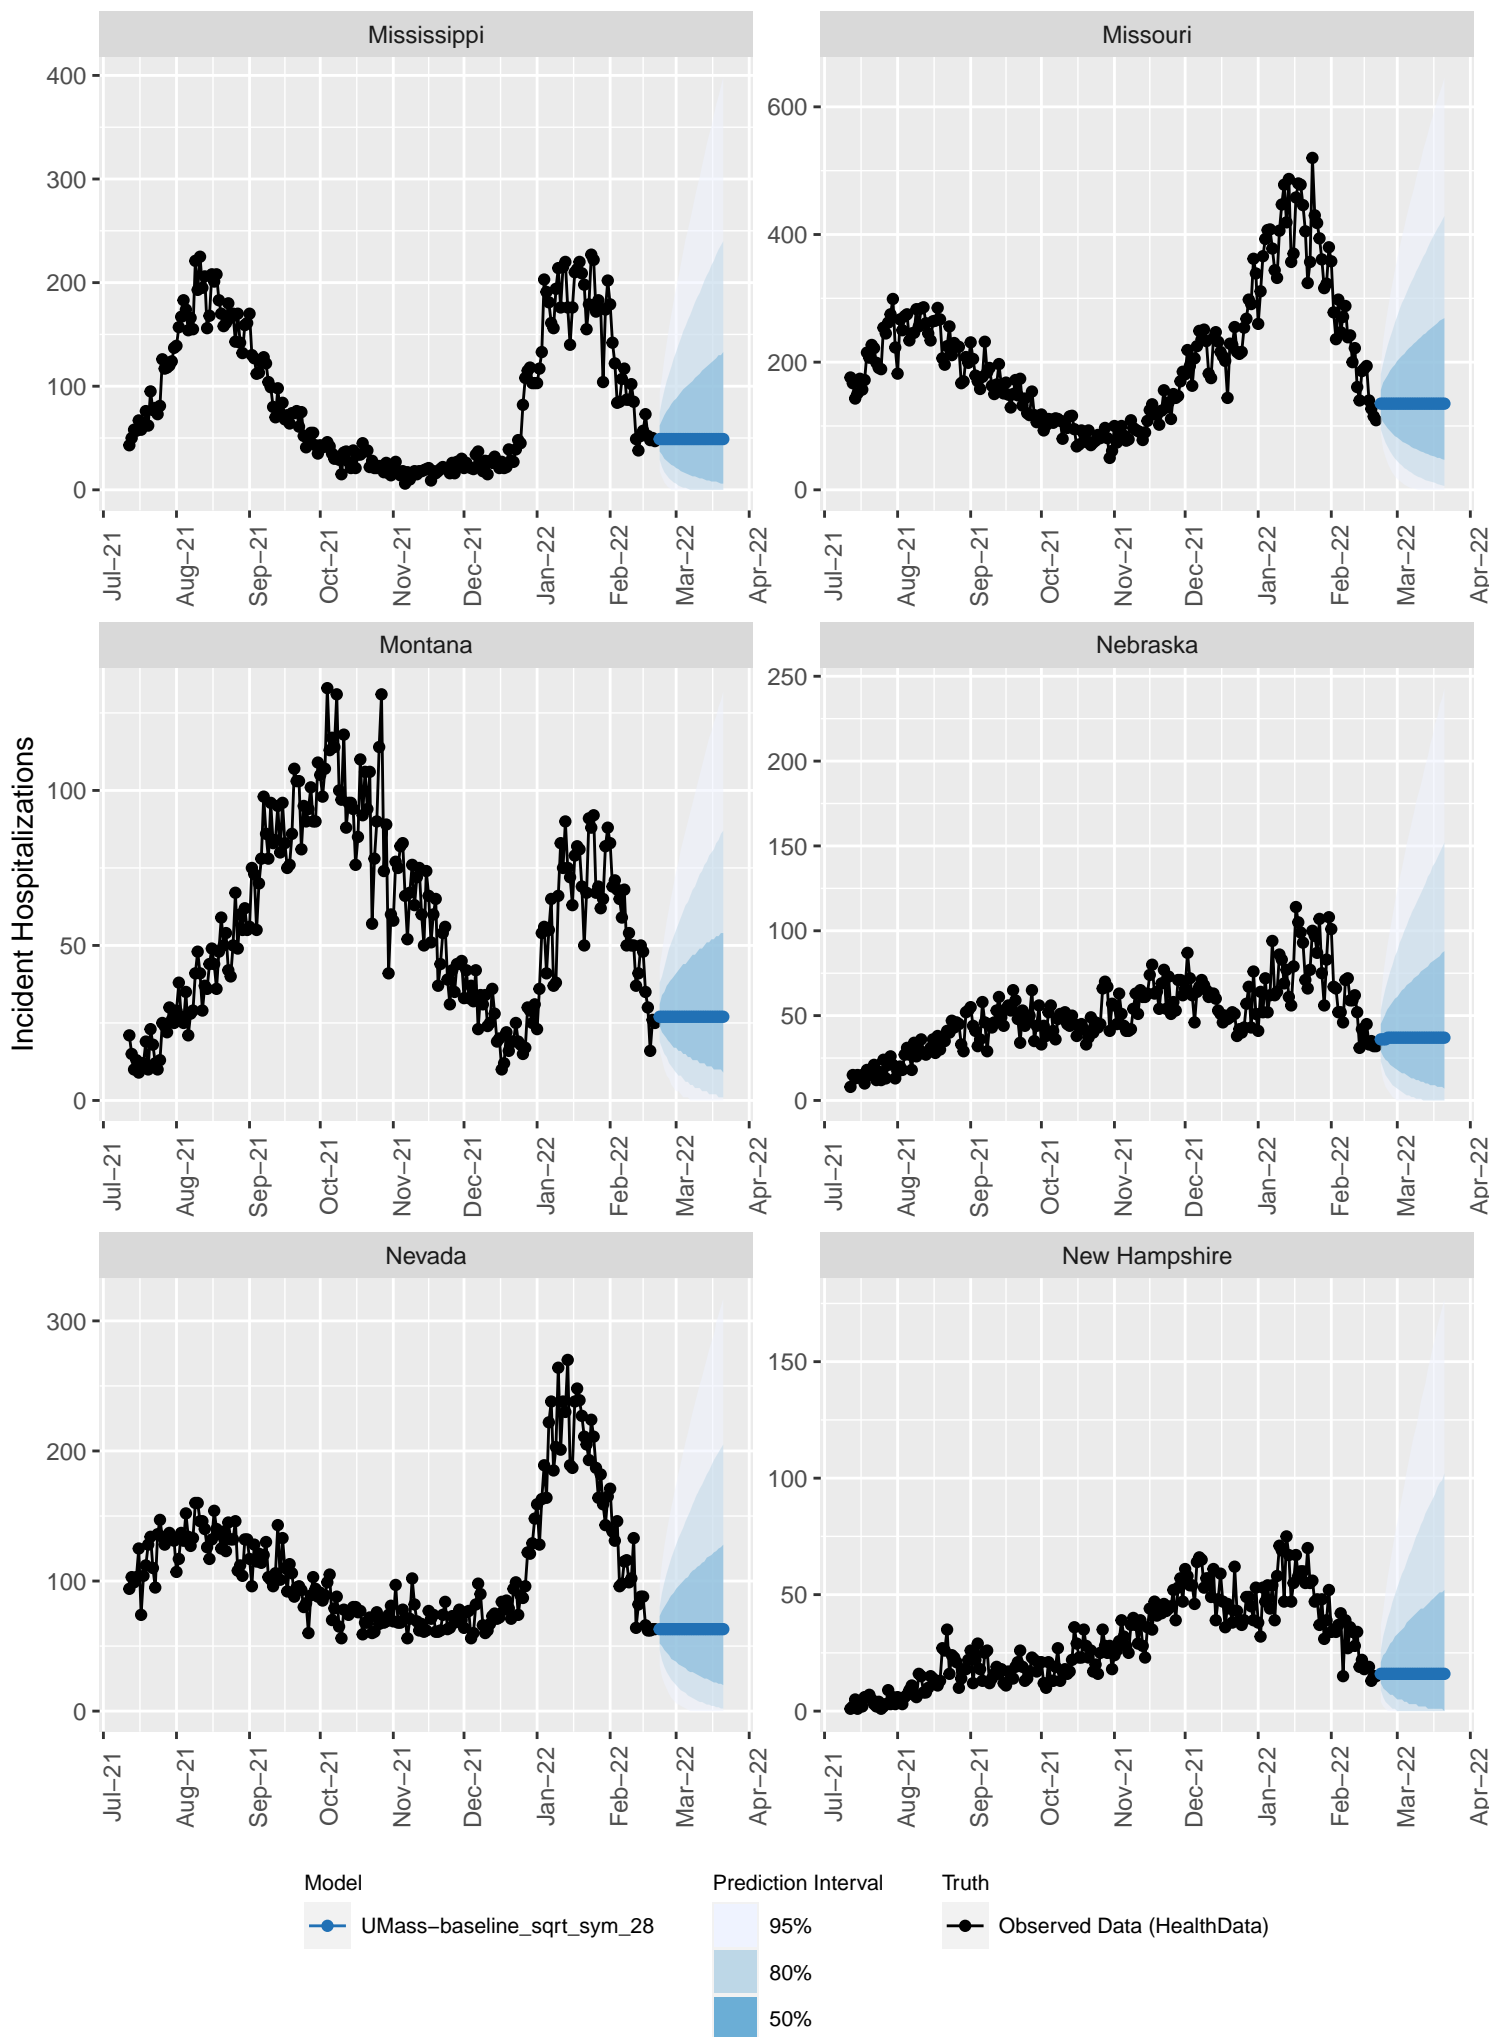 Mississippi
Missouri
400
300
200
100
0
600
400
200
0
Jul−21
Aug−21
Sep−21
Oct−21
Nov−21
Dec−21
Jan−22
Feb−22
Mar−22
Apr−22
Jul−21
Aug−21
Sep−21
Oct−21
Nov−21
Dec−21
Jan−22
Feb−22
Mar−22
Apr−22
Montana
Nebraska
Incident Hospitalizations
100
50
0
250
200
150
100
50
0
Jul−21
Aug−21
Sep−21
Oct−21
Nov−21
Dec−21
Jan−22
Feb−22
Mar−22
Apr−22
Jul−21
Aug−21
Sep−21
Oct−21
Nov−21
Dec−21
Jan−22
Feb−22
Mar−22
Apr−22
Nevada
New Hampshire
300
200
100
0
150
100
50
0
Jul−21
Aug−21
Sep−21
Oct−21
Nov−21
Dec−21
Jan−22
Feb−22
Mar−22
Apr−22
Jul−21
Aug−21
Sep−21
Oct−21
Nov−21
Dec−21
Jan−22
Feb−22
Mar−22
Apr−22
Model
UMass−baseline_sqrt_sym_28
Prediction Interval
95%
80%
50%
Truth
Observed Data (HealthData)